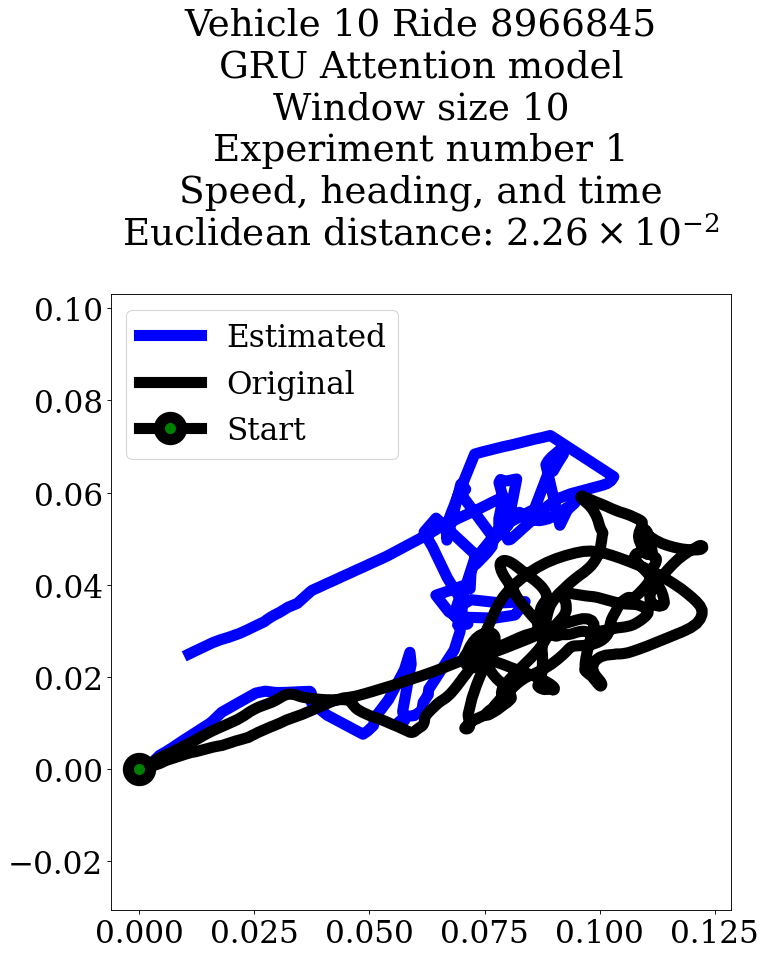 Vehicle 10 Ride 8966845
GRU Attention model
Window size 10
Experiment number 1
Speed, heading, and time
Euclidean distance: 2.26 × 10⁻²
Estimated
Original
Start
0.10
0.08
0.06
0.04
0.02
0.00
−0.02
0.000 0.025 0.050 0.075 0.100 0.125